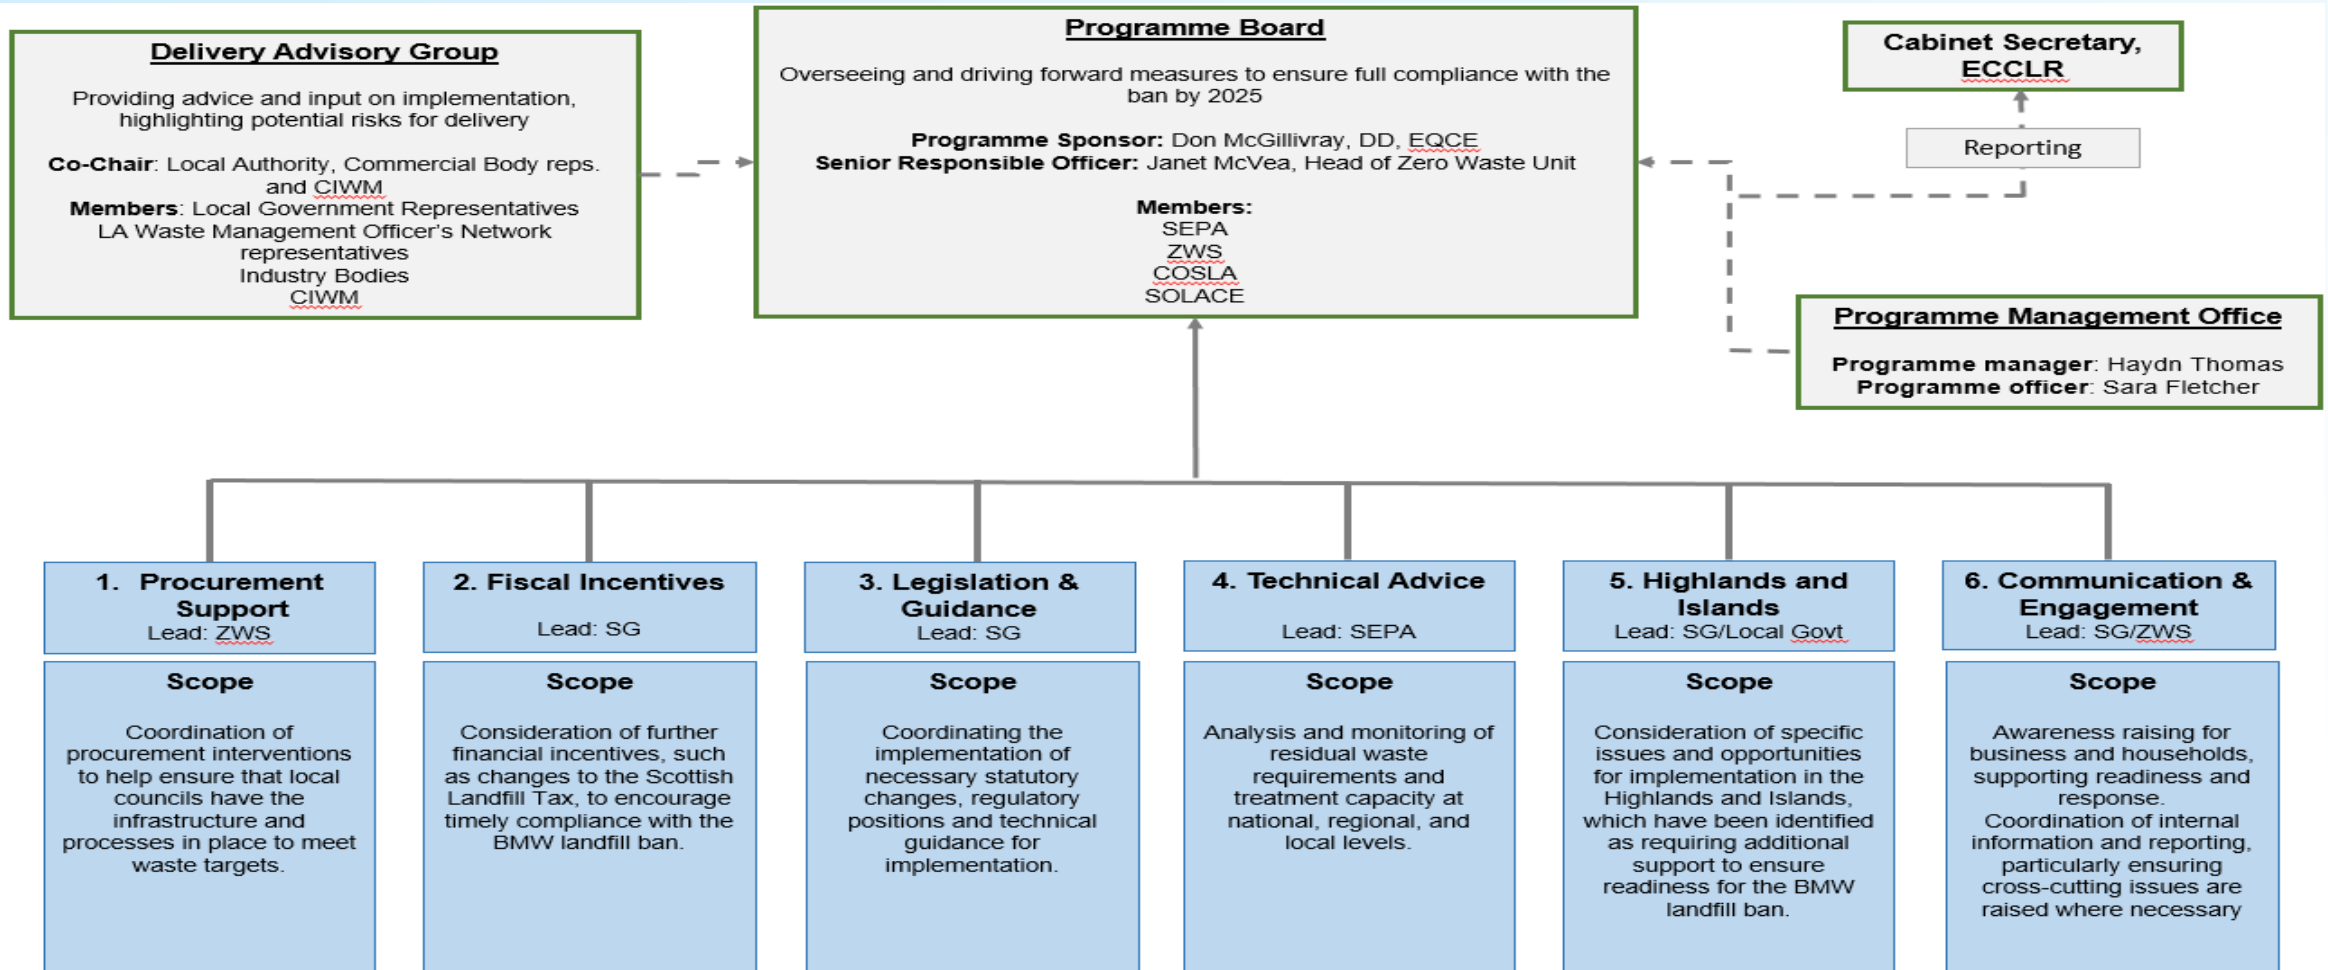 Delivery Advisory Group
Providing advice and input on implementation,
highlighting potential risks for delivery
Co-Chair: Local Authority, Commercial Body reps.
and CIWM
Members: Local Government Representatives
LA Waste Management Officer's Network
representatives
Industry Bodies
CIWM
Programme Board
Overseeing and driving forward measures to ensure full compliance with the
ban by 2025
Programme Sponsor: Don McGillivray, DD, EQCE
Senior Responsible Officer: Janet McVea, Head of Zero Waste Unit
Members:
SEPA
ZWS
COSLA
SOLACE
Cabinet Secretary,
ECCLR
Reporting
Programme Management Office
Programme manager: Haydn Thomas
Programme officer: Sara Fletcher
1. Procurement
Support
Lead: ZWS
Scope
Coordination of
procurement interventions
to help ensure that local
councils have the
infrastructure and
processes in place to meet
waste targets.
2. Fiscal Incentives
Lead: SG
Scope
Consideration of further
financial incentives, such
as changes to the Scottish
Landfill Tax, to encourage
timely compliance with the
BMW landfill ban.
3. Legislation &
Guidance
Lead: SG
Scope
Coordinating the
implementation of
necessary statutory
changes, regulatory
positions and technical
guidance for
implementation.
4. Technical Advice
Lead: SEPA
Scope
Analysis and monitoring of
residual waste
requirements and
treatment capacity at
national, regional, and
local levels.
5. Highlands and
Islands
Lead: SG/Local Govt
Scope
Consideration of specific
issues and opportunities
for implementation in the
Highlands and Islands,
which have been identified
as requiring additional
support to ensure
readiness for the BMW
landfill ban.
6. Communication &
Engagement
Lead: SG/ZWS
Scope
Awareness raising for
business and households,
supporting readiness and
response.
Coordination of internal
information and reporting,
particularly ensuring
cross-cutting issues are
raised where necessary